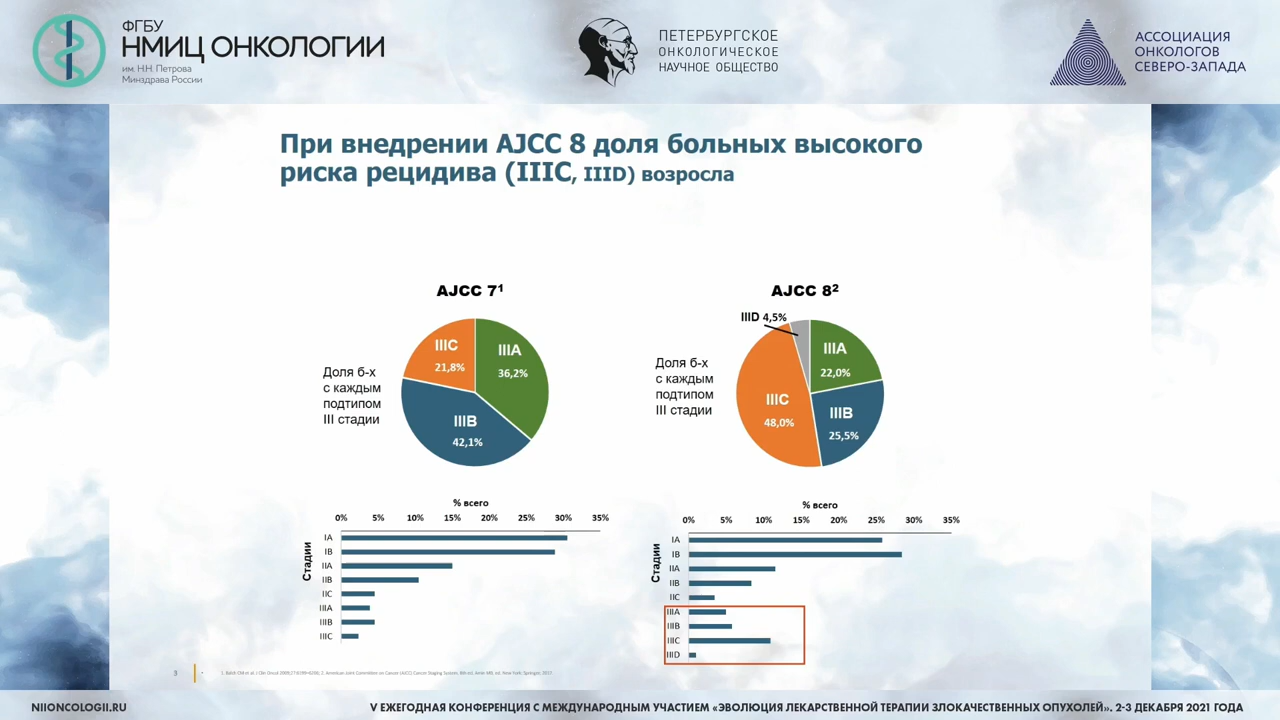 ФГБУ
НМИЦ ОНКОЛОГИИ
им. Н.Н. Петрова
Минздрава России
ПЕТЕРБУРГСКОЕ
ОНКОЛОГИЧЕСКОЕ
НАУЧНОЕ ОБЩЕСТВО
АССОЦИАЦИЯ
ОНКОЛОГОВ
СЕВЕРО-ЗАПАДА
При внедрении AJCC 8 доля больных высокого
риска рецидива (IIIC, IIID) возросла
AJCC 7¹
Доля б-х
с каждым
подтипом
III стадии
IIIC
21,8%
IIIA
36,2%
IIIB
42,1%
AJCC 8²
IIID 4,5%
Доля б-х
с каждым
подтипом
III стадии
IIIA
22,0%
IIIC
48,0%
IIIB
25,5%
% всего
0% 5% 10% 15% 20% 25% 30% 35%
Стадии
IA
IB
IIA
IIB
IIC
IIIA
IIIB
IIIC
% всего
0% 5% 10% 15% 20% 25% 30% 35%
Стадии
IA
IB
IIA
IIB
IIC
IIIA
IIIB
IIIC
IIID
3
NIIONCOLOGII.RU
V ЕЖЕГОДНАЯ КОНФЕРЕНЦИЯ С МЕЖДУНАРОДНЫМ УЧАСТИЕМ «ЭВОЛЮЦИЯ ЛЕКАРСТВЕННОЙ ТЕРАПИИ ЗЛОКАЧЕСТВЕННЫХ ОПУХОЛЕЙ». 2-3 ДЕКАБРЯ 2021 ГОДА